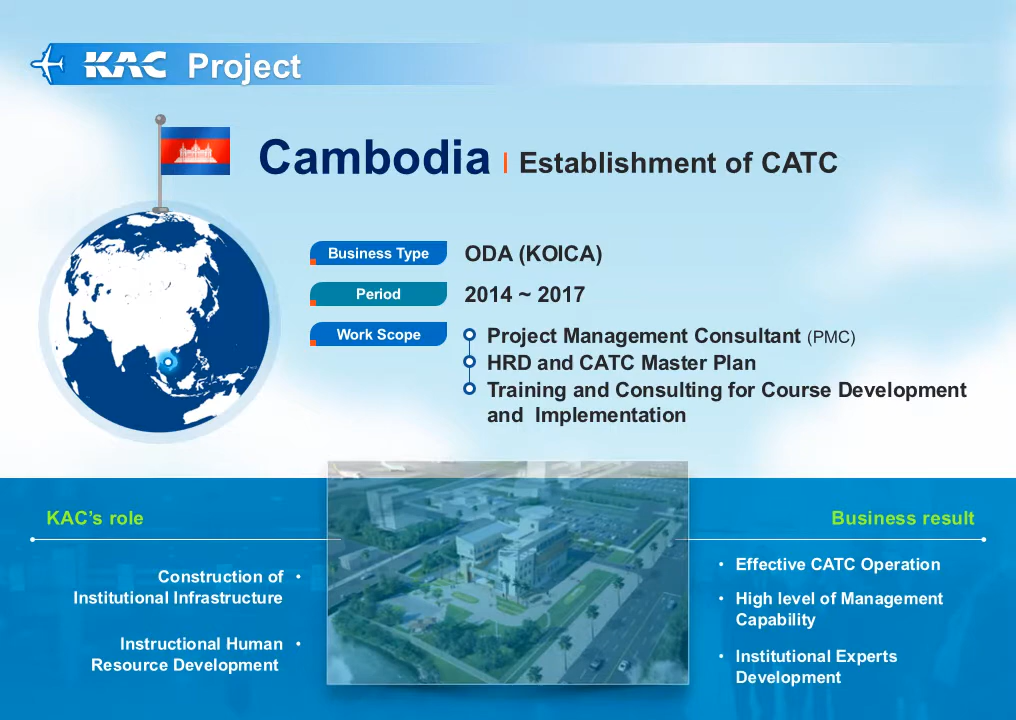 KAC Project
Cambodia | Establishment of CATC
Business Type ODA (KOICA)
Period 2014 ~ 2017
Work Scope Project Management Consultant (PMC)
HRD and CATC Master Plan
Training and Consulting for Course Development
and Implementation
KAC’s role
Construction of •
Institutional Infrastructure
Instructional Human •
Resource Development
Business result
• Effective CATC Operation
• High level of Management
Capability
• Institutional Experts
Development